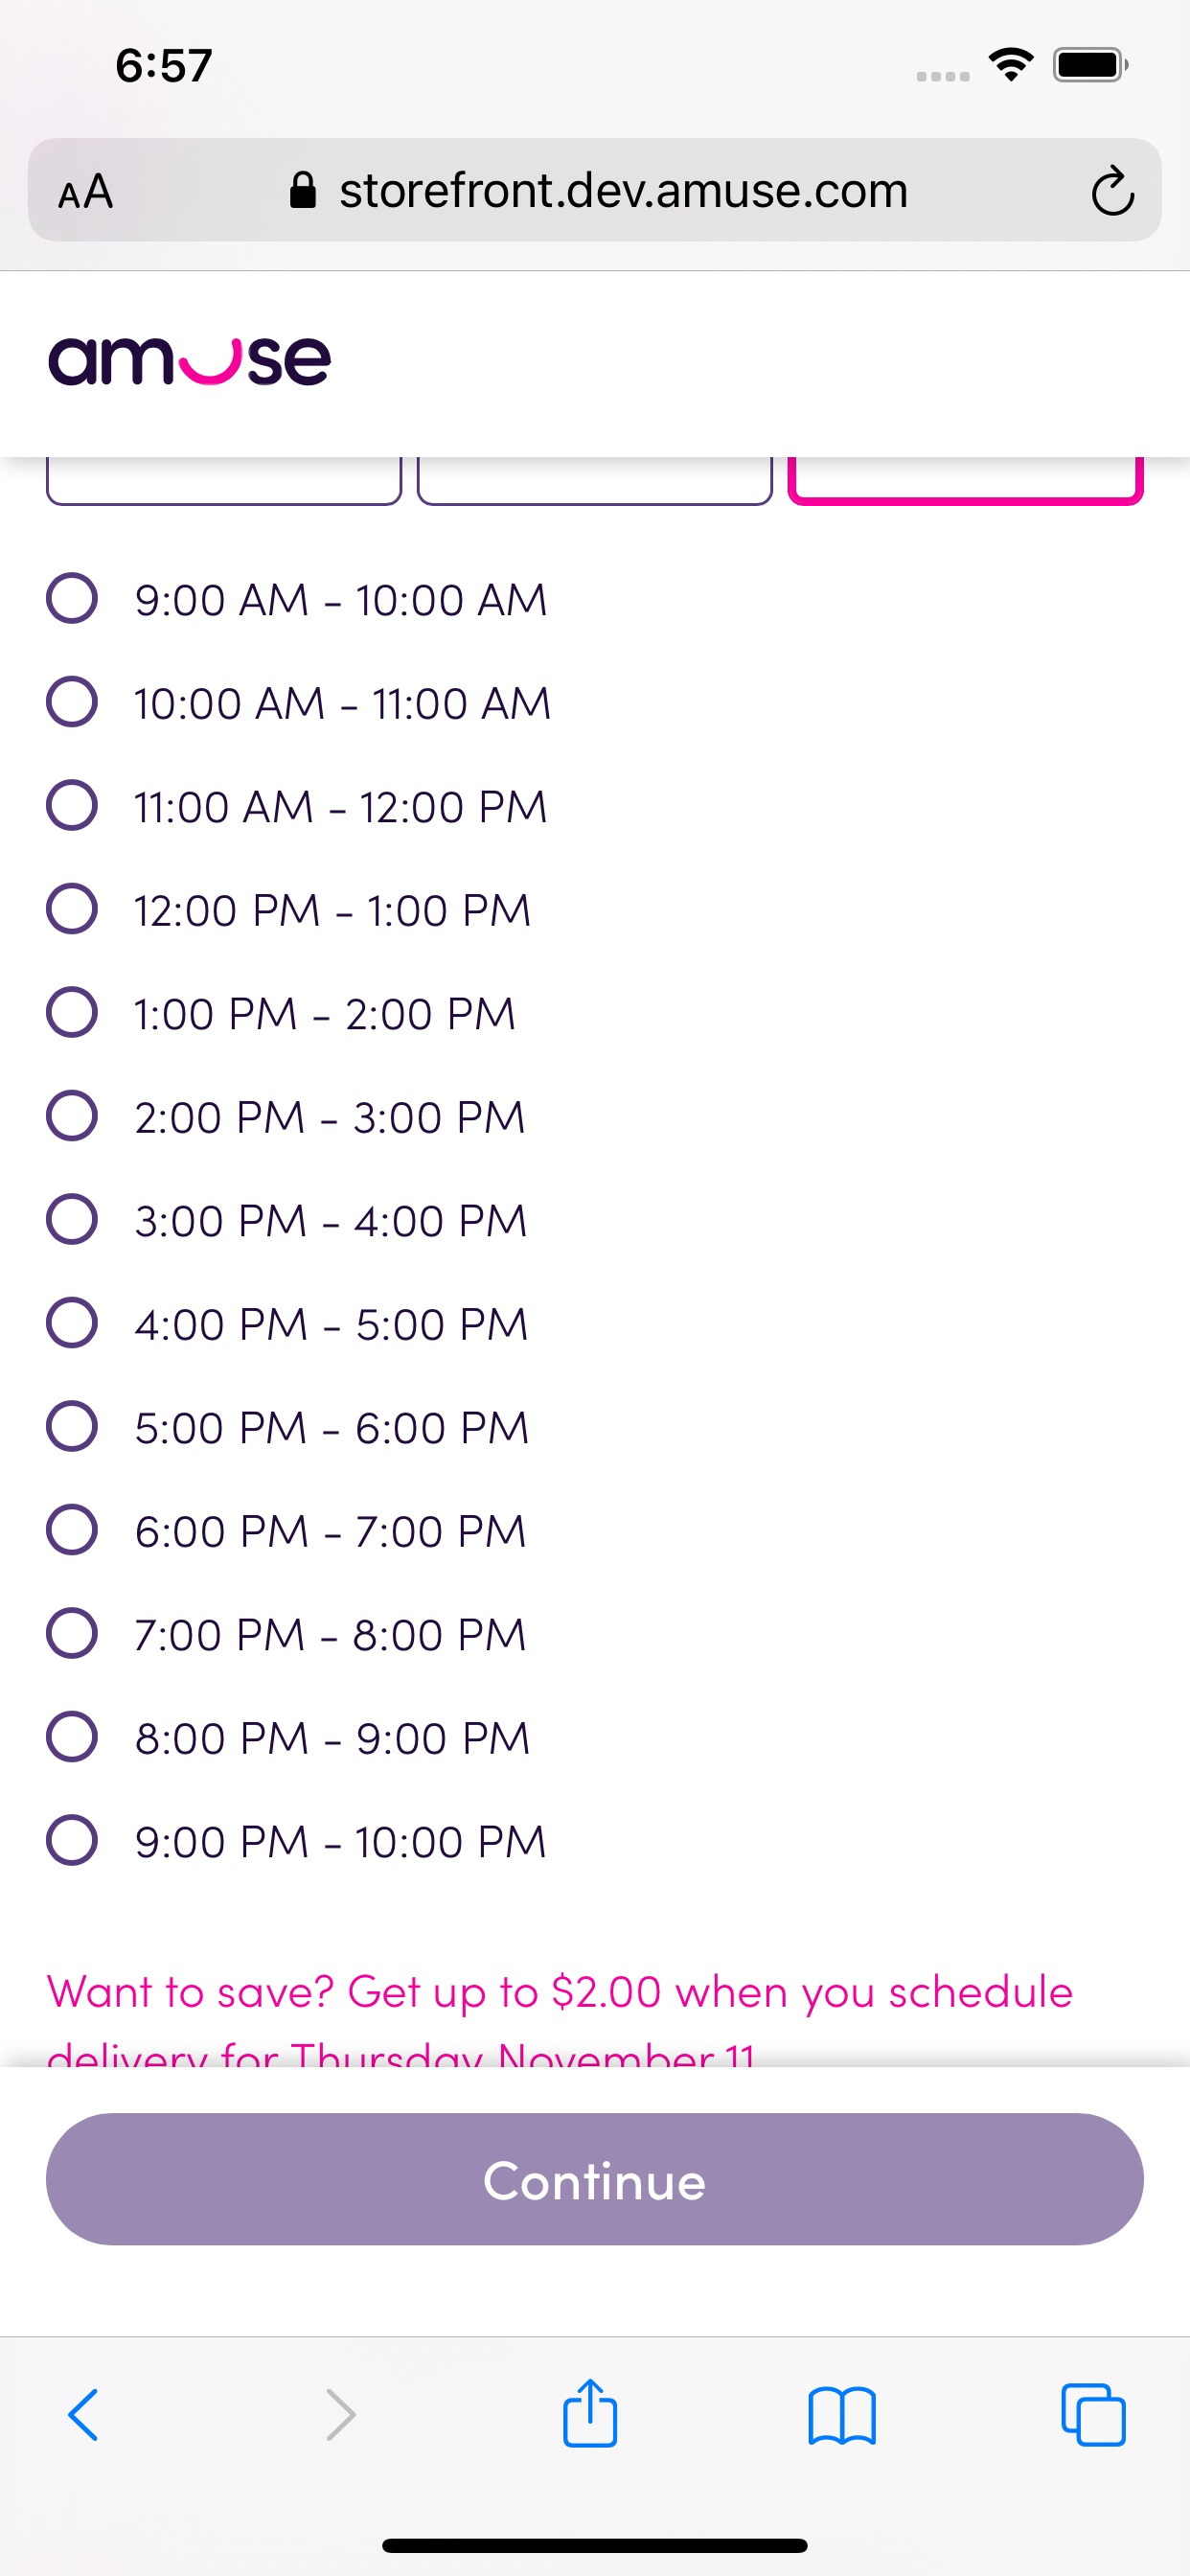 6:57
AA storefront.dev.amuse.com
amuse
9:00 AM - 10:00 AM
10:00 AM - 11:00 AM
11:00 AM - 12:00 PM
12:00 PM - 1:00 PM
1:00 PM - 2:00 PM
2:00 PM - 3:00 PM
3:00 PM - 4:00 PM
4:00 PM - 5:00 PM
5:00 PM - 6:00 PM
6:00 PM - 7:00 PM
7:00 PM - 8:00 PM
8:00 PM - 9:00 PM
9:00 PM - 10:00 PM
Want to save? Get up to $2.00 when you schedule
delivery for Thursday November 11
Continue